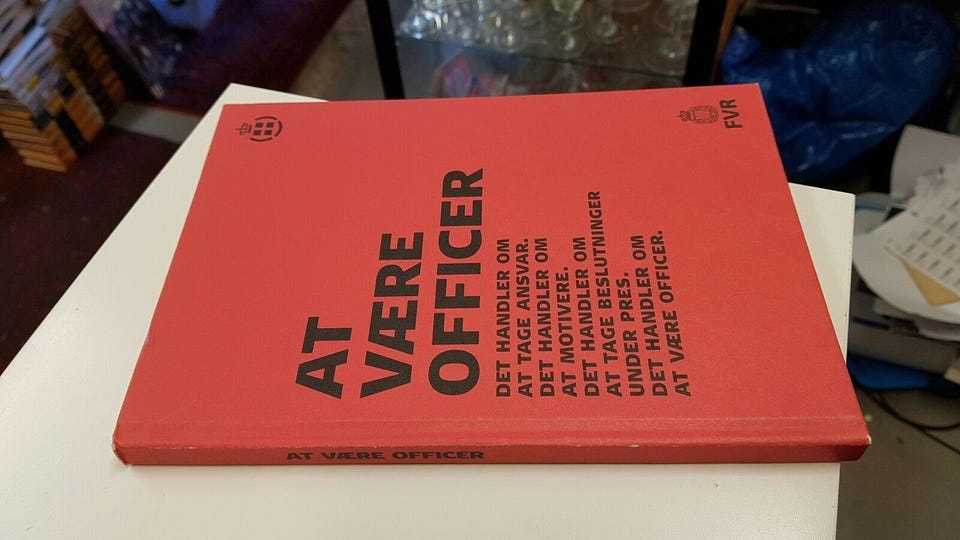 AT
VÆRE
OFFICER
DET HANDLER OM
AT TAGE ANSVAR.
DET HANDLER OM
AT MOTIVERE.
DET HANDLER OM
AT TAGE BESLUTNINGER
UNDER PRES.
DET HANDLER OM
AT VÆRE OFFICER.
FVR
AT VÆRE OFFICER